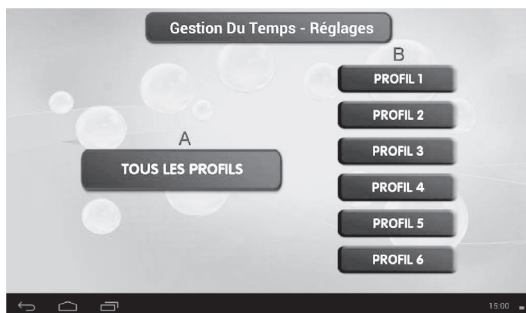 Gestion Du Temps - Réglages
A
TOUS LES PROFILS
B
PROFIL 1
PROFIL 2
PROFIL 3
PROFIL 4
PROFIL 5
PROFIL 6
15:00